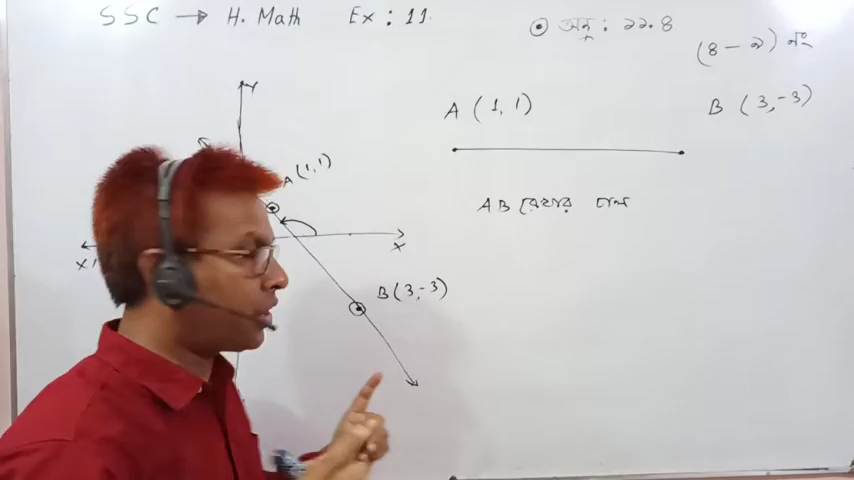 SSC → H. Math Ex : 11.
⊙ অনু : ১১.৪
(৪ – ৯) নং
A (1, 1)
B (3, -3)
Y
A (1, 1)
X
X'
B (3, -3)
AB রেখার ঢাল